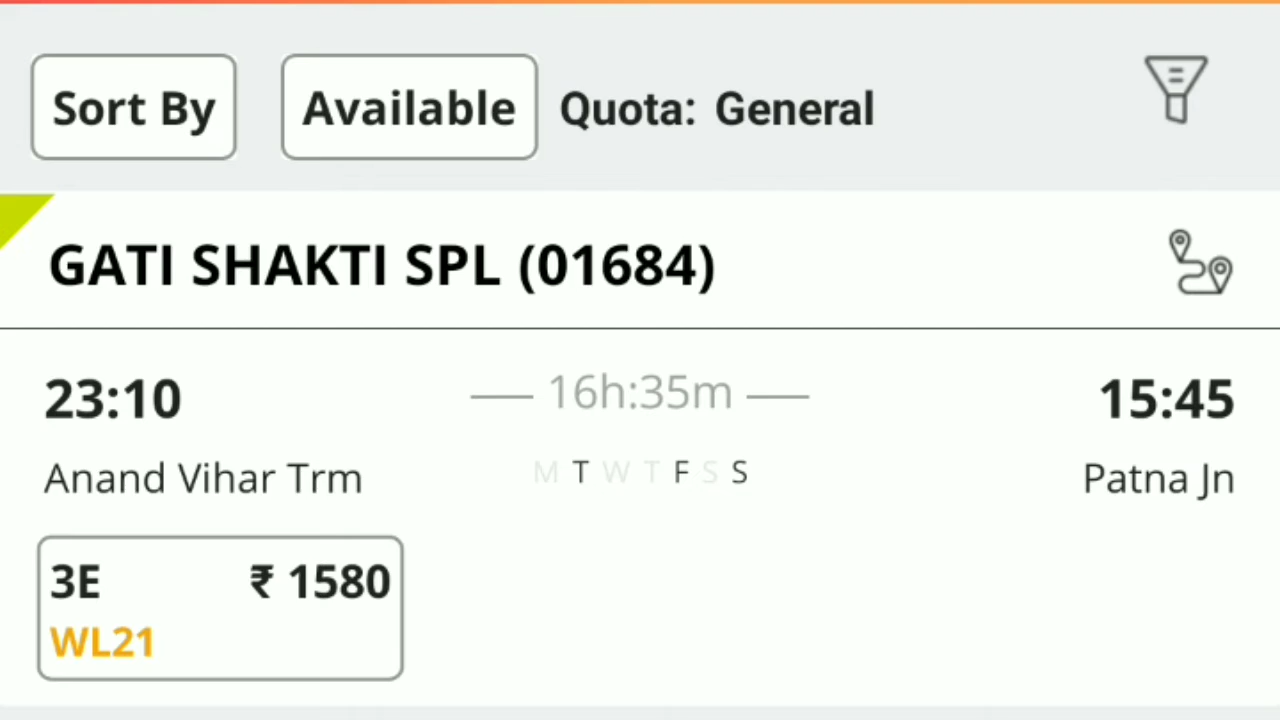 Sort By Available Quota: General
GATI SHAKTI SPL (01684)
23:10 16h:35m 15:45
Anand Vihar Trm M T W T F S S Patna Jn
3E ₹ 1580
WL21